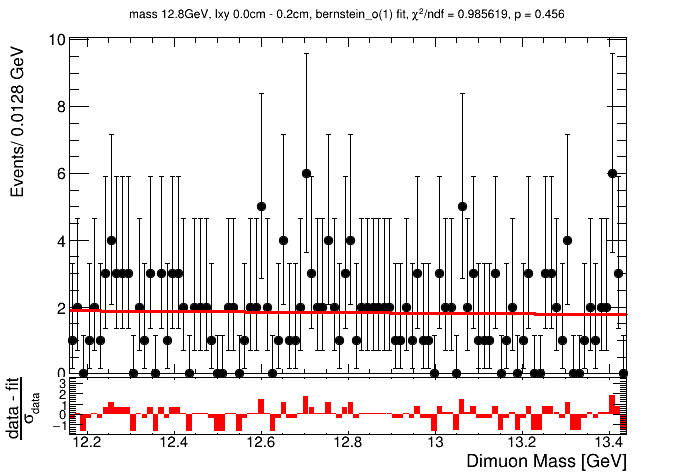 mass 12.8GeV, lxy 0.0cm - 0.2cm, bernstein_o(1) fit, χ²/ndf = 0.985619, p = 0.456
Events/ 0.0128 GeV
10
8
6
4
2
0
data - fit
σdata
3
2
1
0
−1
12.2 12.4 12.6 12.8 13 13.2 13.4
Dimuon Mass [GeV]